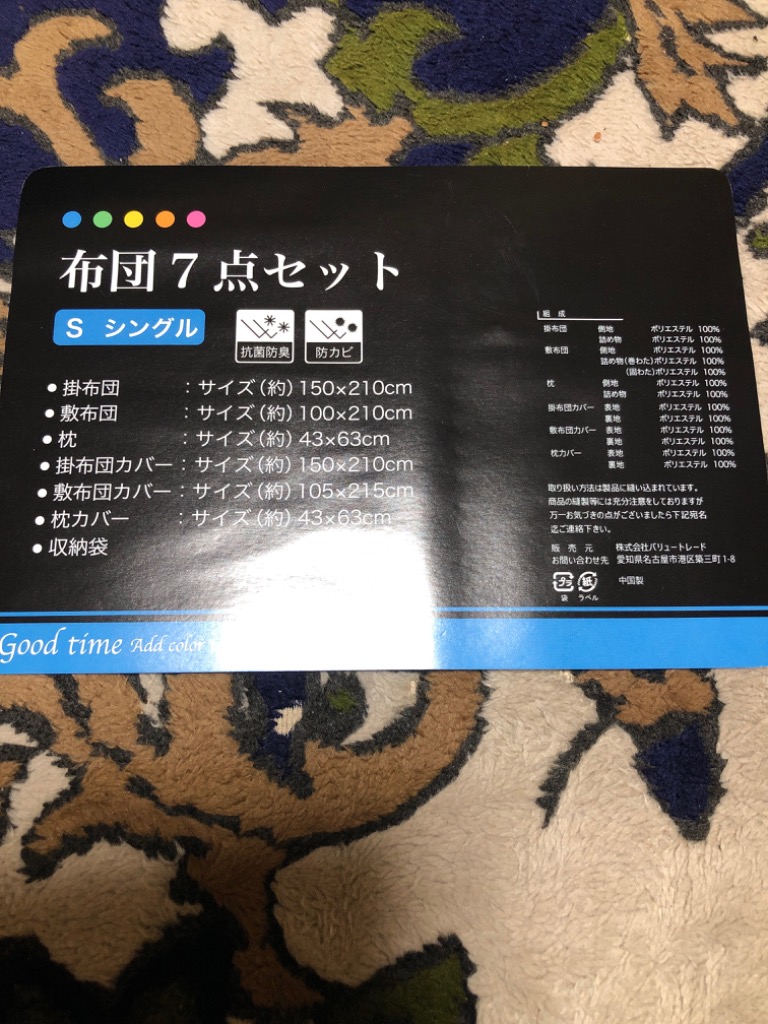 布団7点セット
S シングル
抗菌防臭
防カビ
●掛布団 :サイズ(約)150×210cm
●敷布団 :サイズ(約)100×210cm
●枕 :サイズ(約)43×63cm
●掛布団カバー:サイズ(約)150×210cm
●敷布団カバー:サイズ(約)105×215cm
●枕カバー :サイズ(約)43×63cm
●収納袋
組 成
掛布団 側地 ポリエステル 100%
詰め物 ポリエステル 100%
敷布団 側地 ポリエステル 100%
詰め物(巻わた)ポリエステル 100%
(固わた)ポリエステル 100%
枕 側地 ポリエステル 100%
詰め物 ポリエステル 100%
掛布団カバー 表地 ポリエステル 100%
裏地 ポリエステル 100%
敷布団カバー 表地 ポリエステル 100%
裏地 ポリエステル 100%
枕カバー 表地 ポリエステル 100%
裏地 ポリエステル 100%
取り扱い方法は製品に縫い込まれています。
商品の縫製等には充分注意をしておりますが
万一お気づきの点がございましたら下記宛名
迄ご連絡下さい。
販 売 元 株式会社バリュートレード
お問い合わせ先 愛知県名古屋市港区築三町1-8
プラ 紙 中国製
袋 ラベル
Good time Add color